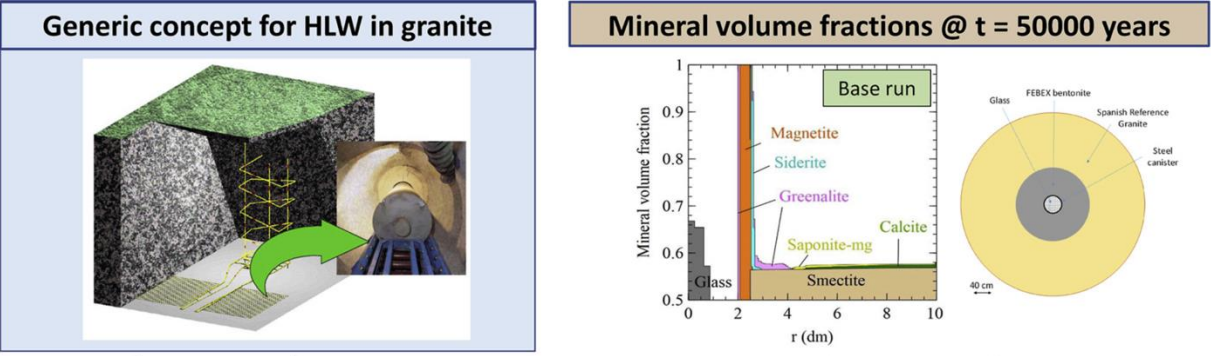 Generic concept for HLW in granite
Mineral volume fractions @ t = 50000 years
Base run
Mineral volume fraction
1
0.9
0.8
0.7
0.6
0.5
Magnetite
Siderite
Greenalite
Calcite
Saponite-mg
Glass
Smectite
0
2
4
6
8
10
r (dm)
FEBEX bentonite
Glass
Spanish Reference
Granite
Steel
canister
40 cm